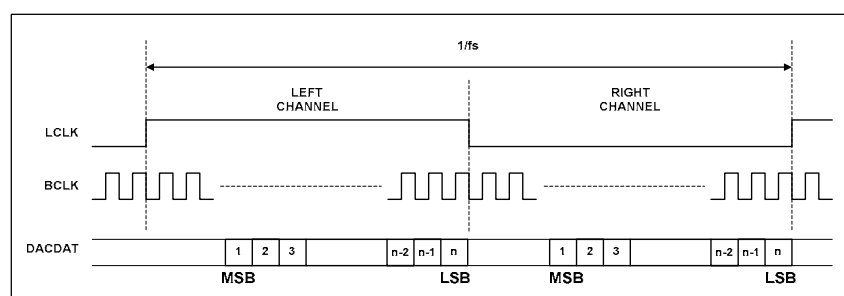 1/fs
LEFT CHANNEL
RIGHT CHANNEL
LCLK
BCLK
DACDAT
1 2 3 n-2 n-1 n 1 2 3 n-2 n-1 n
MSB LSB MSB LSB